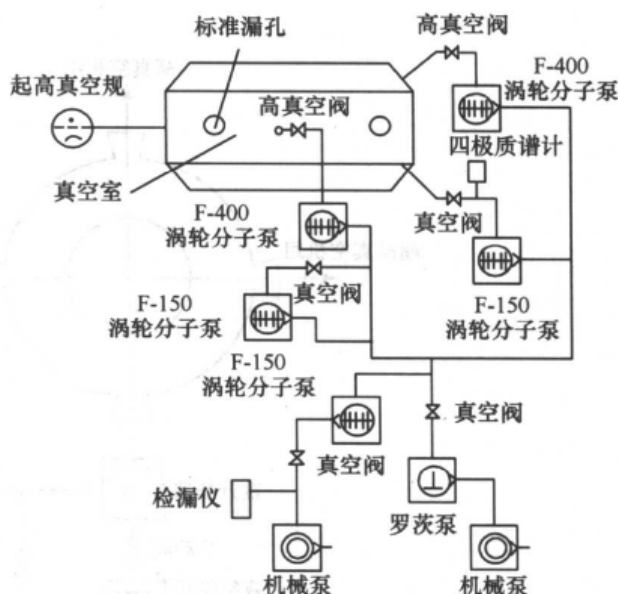 标准漏孔
高真空阀
起高真空规
F-400
涡轮分子泵
高真空阀
四极质谱计
真空室
F-400
涡轮分子泵
真空阀
真空阀
F-150
涡轮分子泵
F-150
涡轮分子泵
F-150
涡轮分子泵
真空阀
真空阀
检漏仪
罗茨泵
机械泵
机械泵